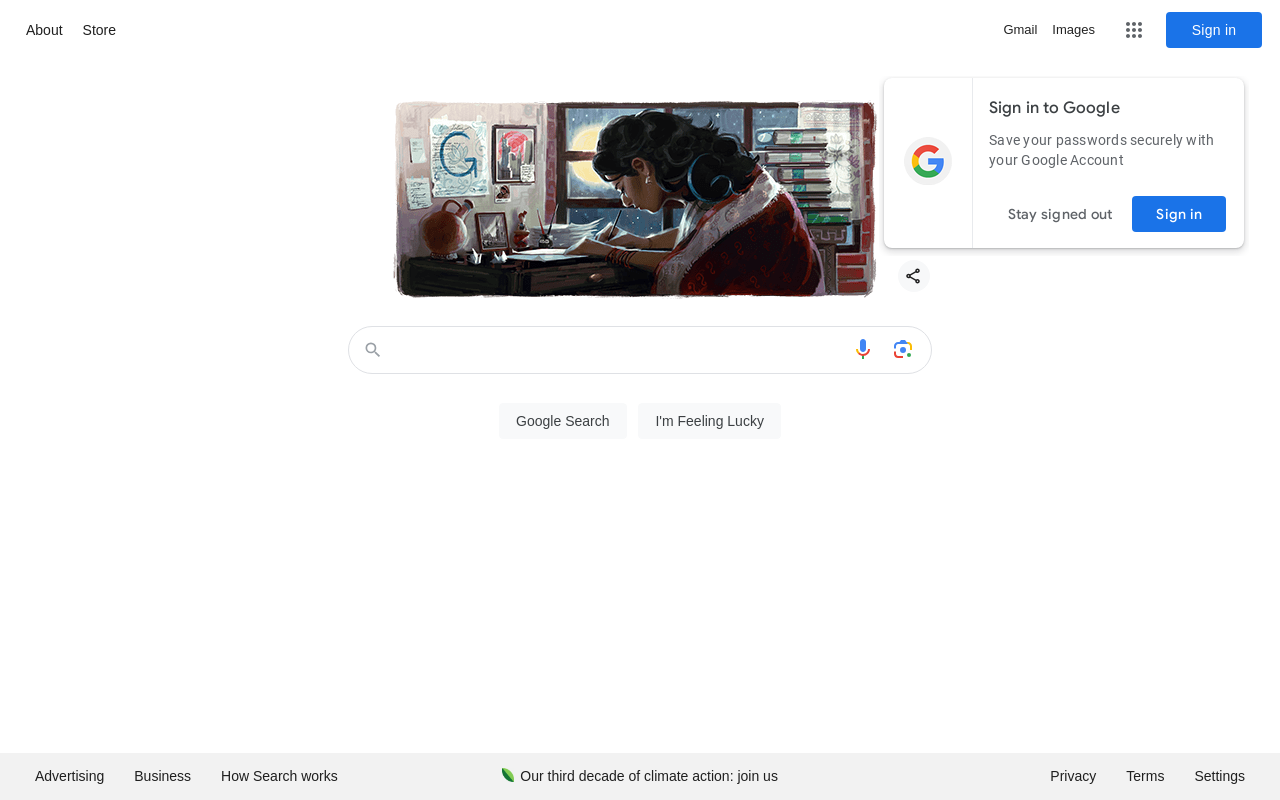 About Store
Gmail Images Sign in
Sign in to Google
Save your passwords securely with
your Google Account
Stay signed out Sign in
Google Search I'm Feeling Lucky
Advertising Business How Search works
Our third decade of climate action: join us
Privacy Terms Settings